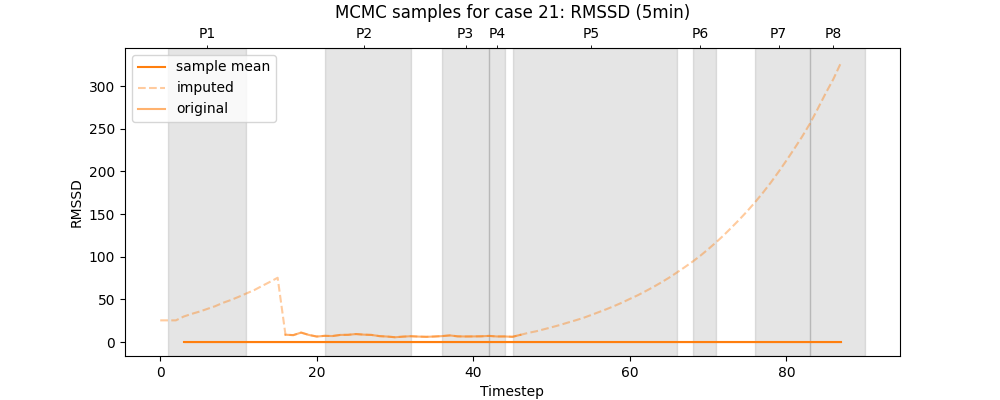 MCMC samples for case 21: RMSSD (5min)
P1 P2 P3 P4 P5 P6 P7 P8
sample mean
imputed
original
300
250
200
150
100
50
0
RMSSD
0 20 40 60 80
Timestep